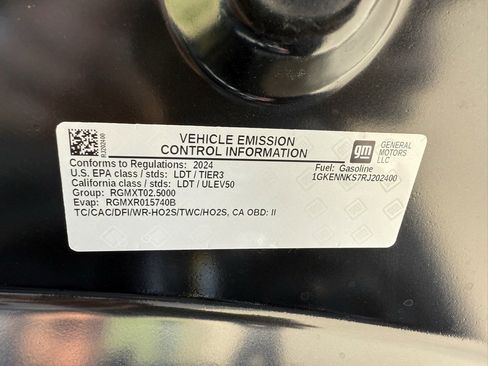 RJ202400
VEHICLE EMISSION
CONTROL INFORMATION
gm
GENERAL
MOTORS
LLC
Conforms to Regulations: 2024
U.S. EPA class / stds: LDT / TIER3
California class / stds: LDT / ULEV50
Group: RGMXT02.5000
Evap: RGMXR015740B
TC/CAC/DFI/WR-HO2S/TWC/HO2S, CA OBD: II
Fuel: Gasoline
1GKENNKS7RJ202400